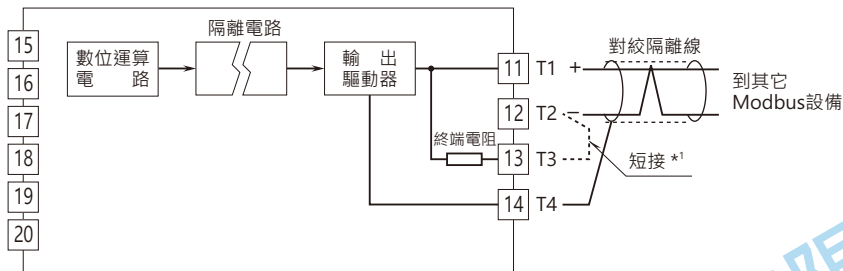 隔離電路
數位運算
電 路
輸 出
驅動器
終端電阻
15
16
17
18
19
20
11 T1 +
12 T2 −
13 T3
14 T4
對絞隔離線
短接 *1
到其它
Modbus設備